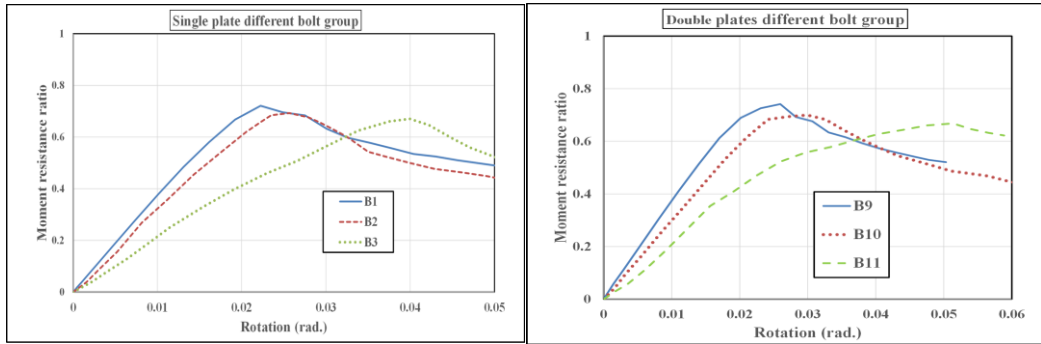 Single plate different bolt group
1
0.8
0.6
0.4
0.2
0
Moment resistance ratio
B1
B2
B3
0 0.01 0.02 0.03 0.04 0.05
Rotation (rad.)
Double plates different bolt group
1
0.8
0.6
0.4
0.2
0
Moment resistance ratio
B9
B10
B11
0 0.01 0.02 0.03 0.04 0.05 0.06
Rotation (rad.)